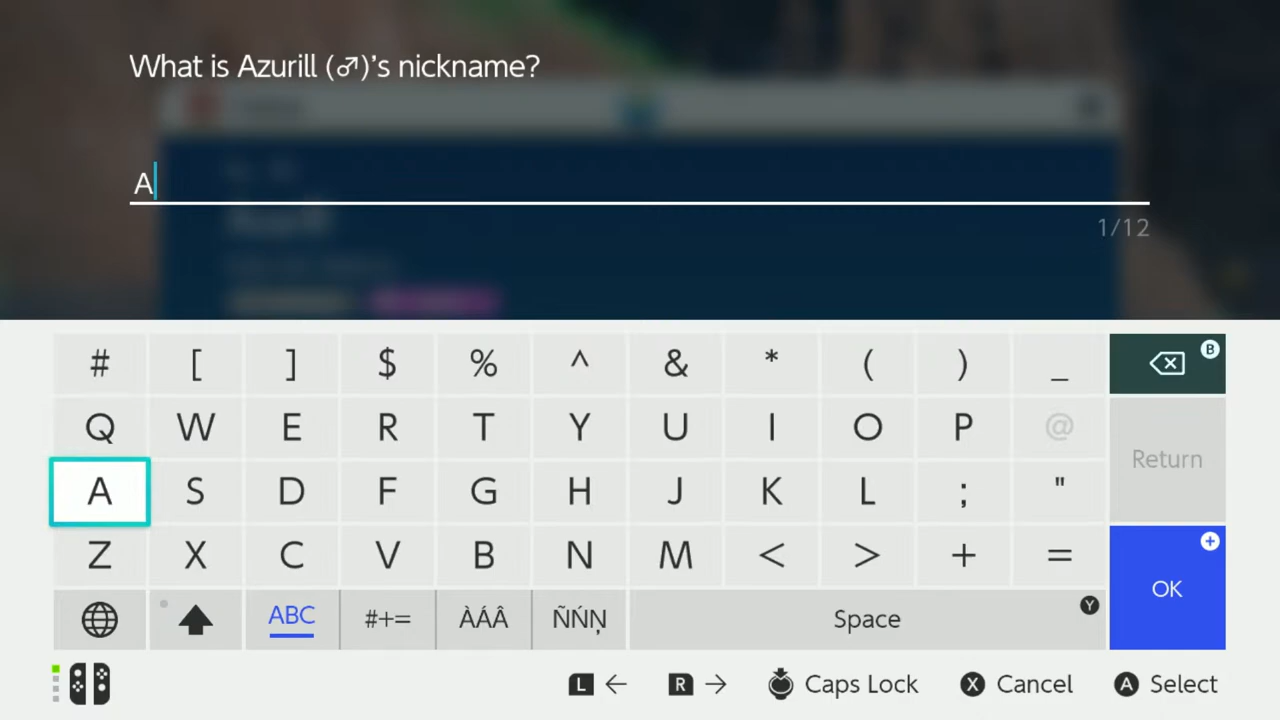 What is Azurill (♂)'s nickname?
A
1/12
# [ ] $ % ^ & * ( ) _ B
Q W E R T Y U I O P @ Return
A S D F G H J K L ; "
Z X C V B N M < > + = + OK
ABC #+= ÀÁÂ ÑŃŅ Space Y
L ← R → Caps Lock X Cancel A Select